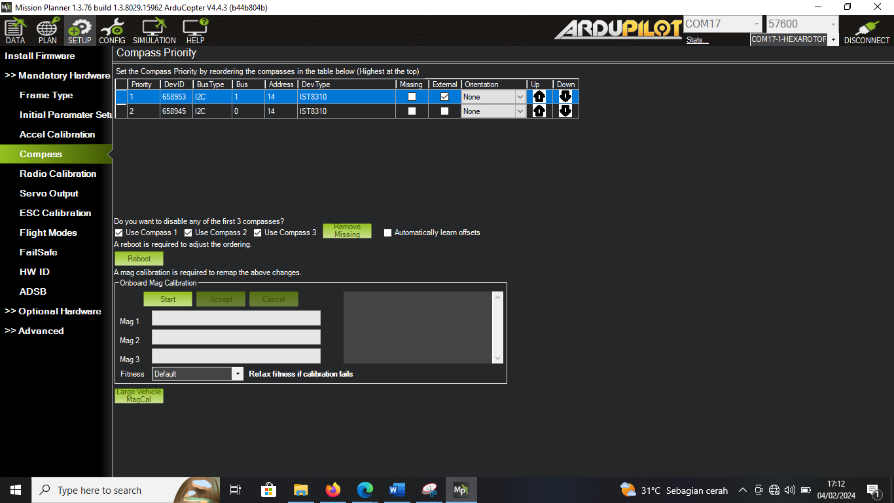 Mission Planner 1.3.76 build 1.3.8029.15962 ArduCopter V4.4.3 (b44b804b)
DATA PLAN SETUP CONFIG SIMULATION HELP
ARDUPILOT COM17 57600
Stats... COM17-1-HEXAROTOF DISCONNECT
Install Firmware
>> Mandatory Hardware
Frame Type
Initial Parameter Setu
Accel Calibration
Compass
Radio Calibration
Servo Output
ESC Calibration
Flight Modes
FailSafe
HW ID
ADSB
>> Optional Hardware
>> Advanced
Compass Priority
Set the Compass Priority by reordering the compasses in the table below (Highest at the top)
Priority DevID BusType Bus Address DevType Missing External Orientation Up Down
1 658953 I2C 1 14 IST8310 None
2 658945 I2C 0 14 IST8310 None
Do you want to disable any of the first 3 compasses?
Use Compass 1 Use Compass 2 Use Compass 3 Remove Missing Automatically learn offsets
A reboot is required to adjust the ordering.
Reboot
A mag calibration is required to remap the above changes.
Onboard Mag Calibration
Start Accept Cancel
Mag 1
Mag 2
Mag 3
Fitness Default Relax fitness if calibration fails
Large Vehicle
MagCal
Type here to search
31°C Sebagian cerah
17:12
04/02/2024
1